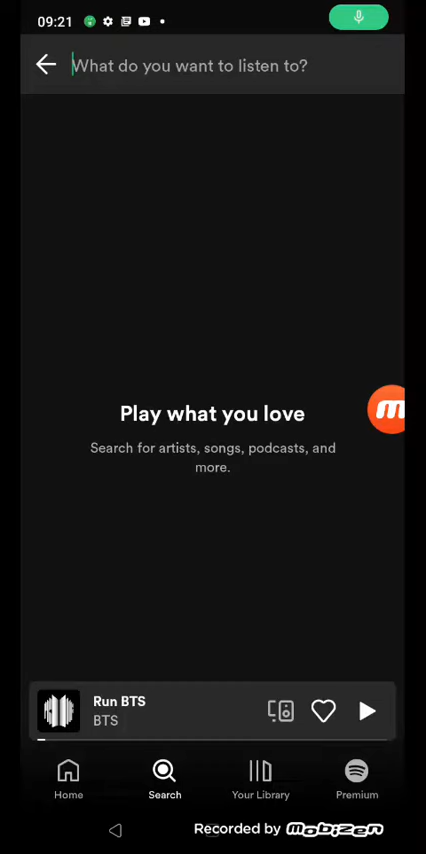 09:21
What do you want to listen to?
Play what you love
Search for artists, songs, podcasts, and
more.
Run BTS
BTS
Home
Search
Your Library
Premium
Recorded by mobizen